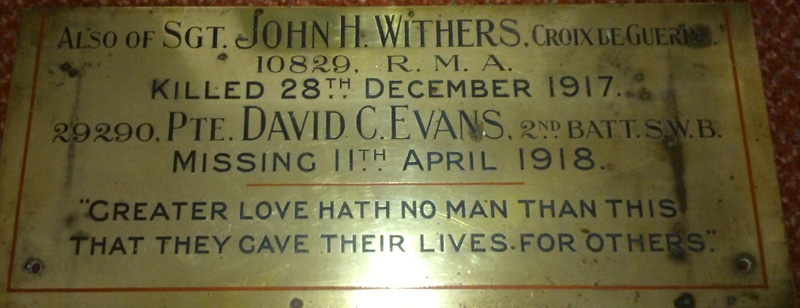 ALSO OF SGT. JOHN H. WITHERS, CROIX DE GUERRE.
10829, R. M. A.
KILLED 28TH DECEMBER 1917.
29290, PTE. DAVID C. EVANS, 2ND BATT. S.W.B.
MISSING 11TH APRIL 1918.
"GREATER LOVE HATH NO MAN THAN THIS
THAT THEY GAVE THEIR LIVES FOR OTHERS".